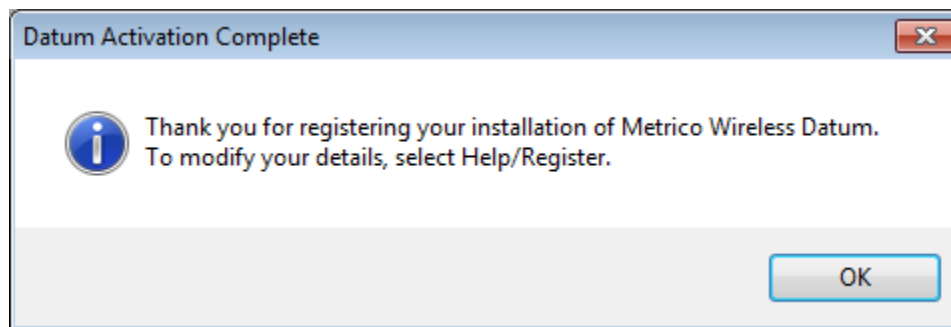 Datum Activation Complete
Thank you for registering your installation of Metrico Wireless Datum.
To modify your details, select Help/Register.
OK